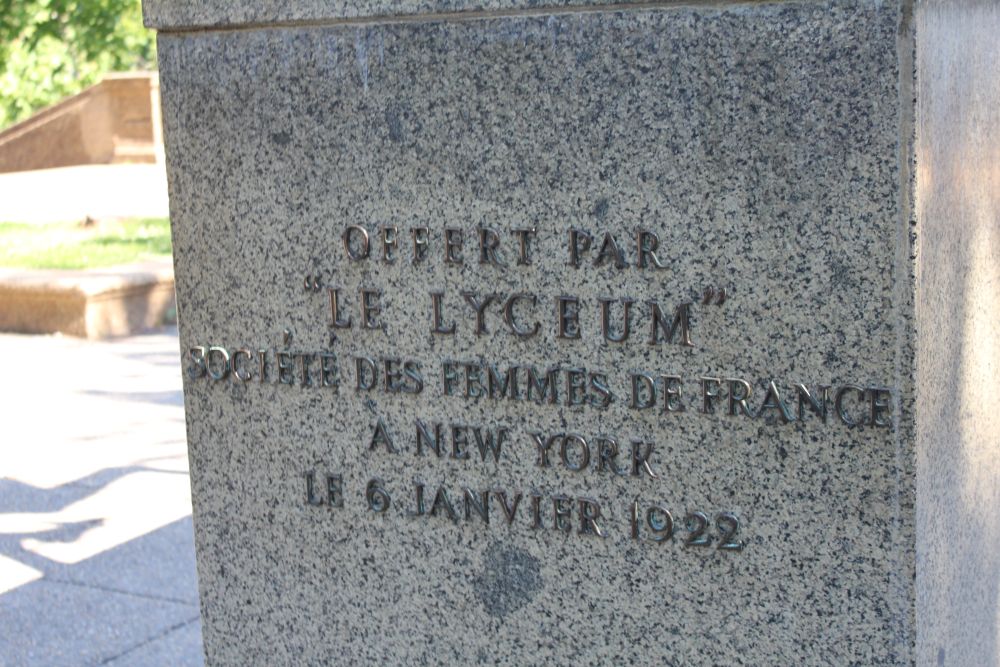 OFFERT PAR
"LE LYCEUM"
SOCIÉTÉ DES FEMMES DE FRANCE
A NEW YORK
LE 6 JANVIER 1922